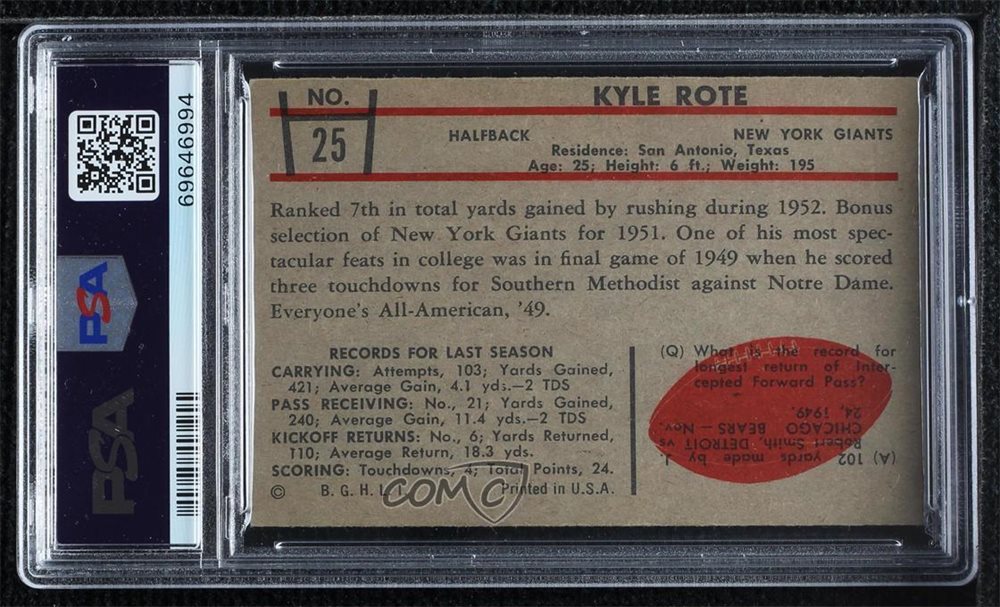 69646994
PSA
PSA
NO.
25
KYLE ROTE
HALFBACK
NEW YORK GIANTS
Residence: San Antonio, Texas
Age: 25; Height: 6 ft.; Weight: 195
Ranked 7th in total yards gained by rushing during 1952. Bonus
selection of New York Giants for 1951. One of his most spec-
tacular feats in college was in final game of 1949 when he scored
three touchdowns for Southern Methodist against Notre Dame.
Everyone's All-American, '49.
RECORDS FOR LAST SEASON
CARRYING: Attempts, 103; Yards Gained,
421; Average Gain, 4.1 yds.—2 TDS
PASS RECEIVING: No., 21; Yards Gained,
240; Average Gain, 11.4 yds.—2 TDS
KICKOFF RETURNS: No., 6; Yards Returned,
110; Average Return, 18.3 yds.
SCORING: Touchdowns, 4; Total Points, 24.
© B. G. H. L. I. Printed in U.S.A.
COMC
(Q) What is the record for
longest return of Inter-
cepted Forward Pass?
(A) 102 yards made by J.
Robert Smith, DETROIT vs
CHICAGO BEARS — Nov.
24, 1949.